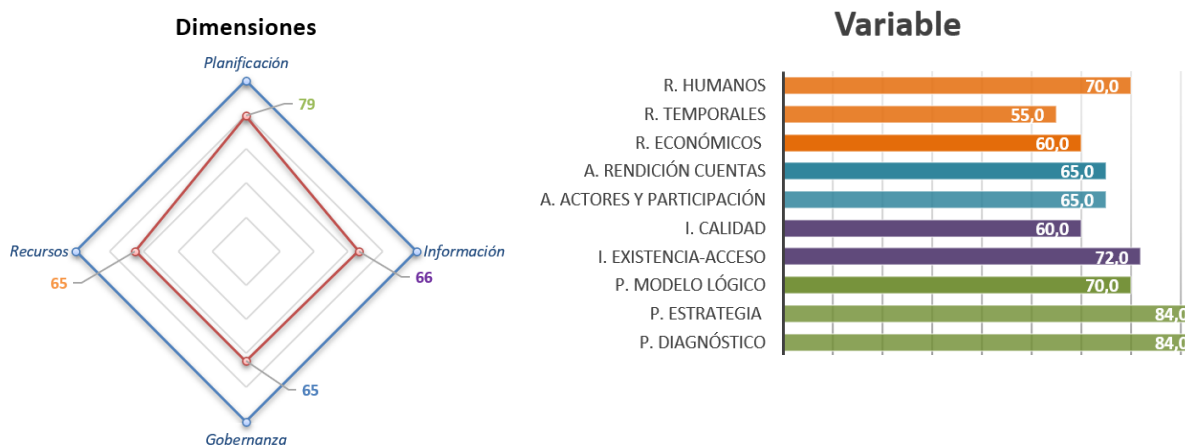 Dimensiones
Planificación
79
Recursos
Información
65
66
65
Gobernanza
Variable
R. HUMANOS 70,0
R. TEMPORALES 55,0
R. ECONÓMICOS 60,0
A. RENDICIÓN CUENTAS 65,0
A. ACTORES Y PARTICIPACIÓN 65,0
I. CALIDAD 60,0
I. EXISTENCIA-ACCESO 72,0
P. MODELO LÓGICO 70,0
P. ESTRATEGIA 84,0
P. DIAGNÓSTICO 84,0